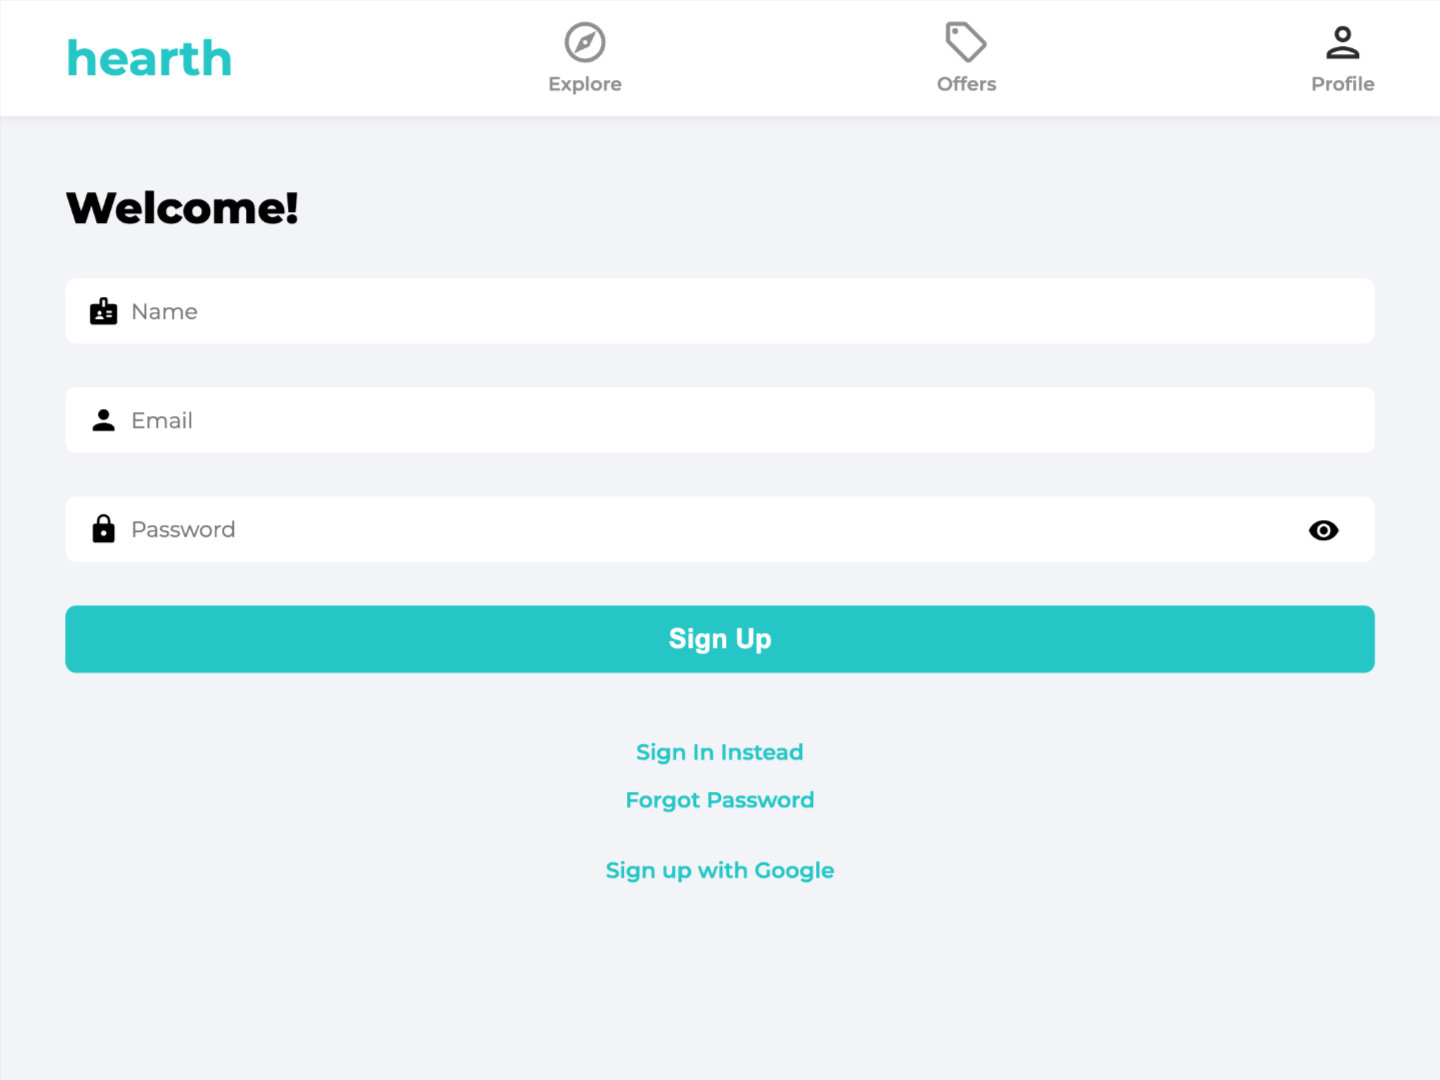 hearth
Explore
Offers
Profile
Welcome!
Name
Email
Password
Sign Up
Sign In Instead
Forgot Password
Sign up with Google